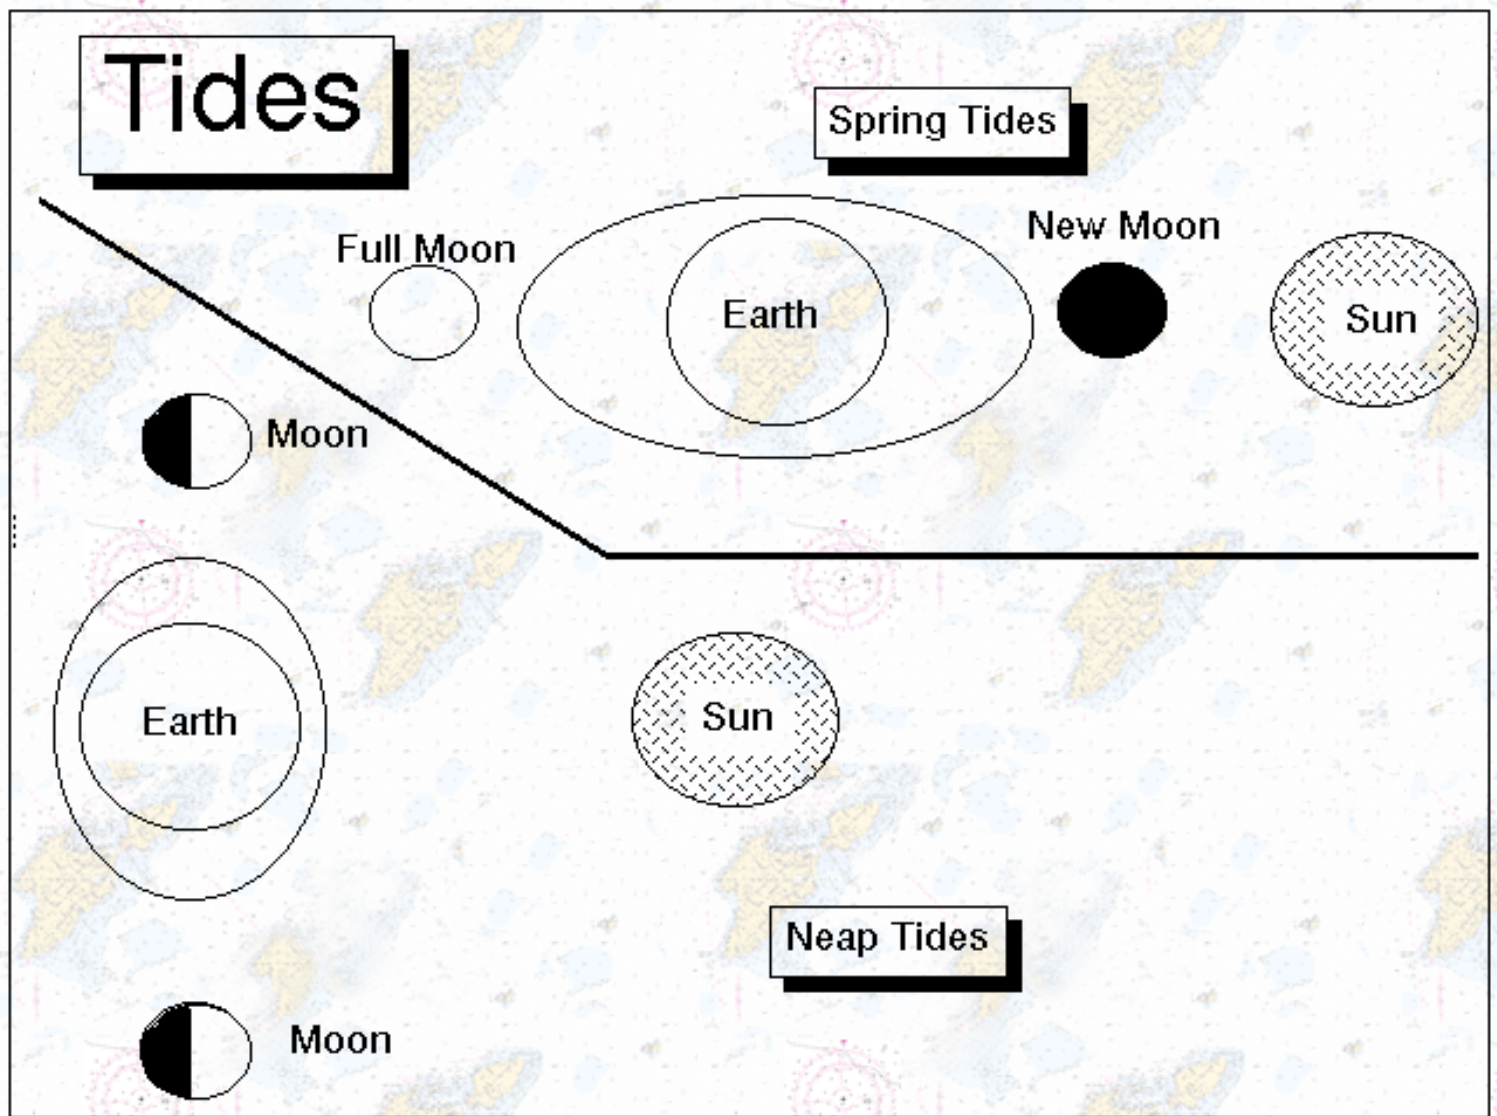 Tides
Spring Tides
Full Moon
New Moon
Earth
Sun
Moon
Earth
Sun
Neap Tides
Moon